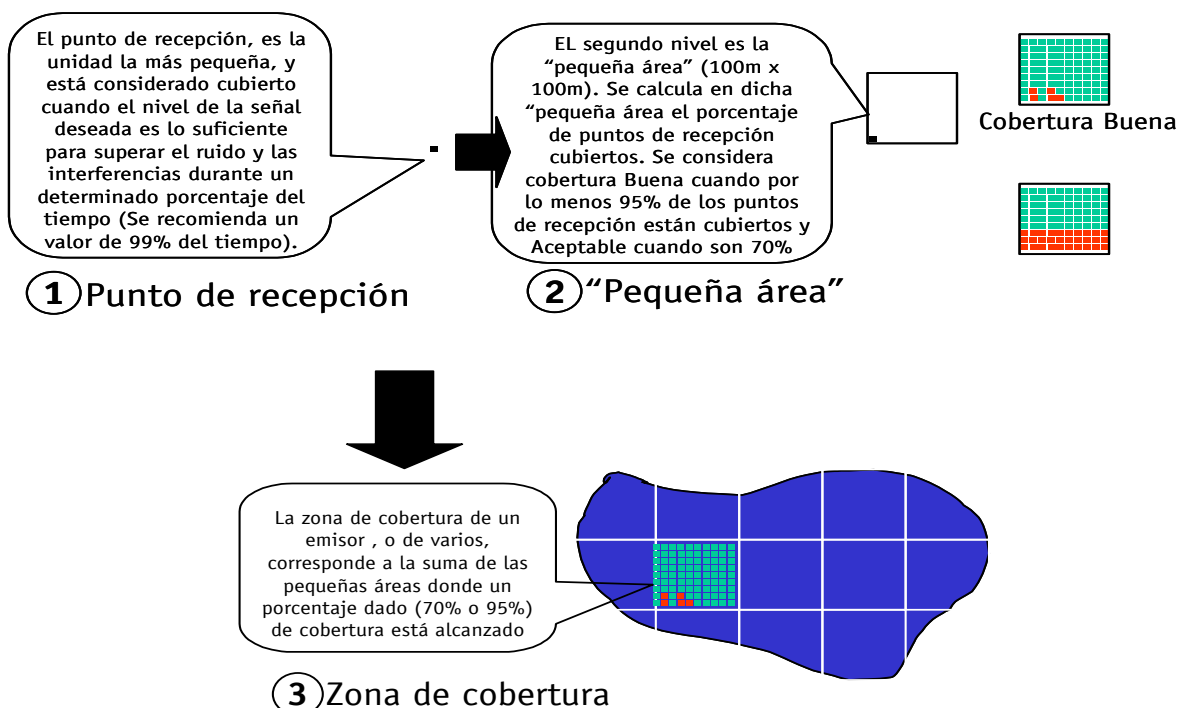 El punto de recepción, es la
unidad la más pequeña, y
está considerado cubierto
cuando el nivel de la señal
deseada es lo suficiente
para superar el ruido y las
interferencias durante un
determinado porcentaje del
tiempo (Se recomienda un
valor de 99% del tiempo).
1 Punto de recepción
EL segundo nivel es la
“pequeña área” (100m x
100m). Se calcula en dicha
“pequeña área el porcentaje
de puntos de recepción
cubiertos. Se considera
cobertura Buena cuando por
lo menos 95% de los puntos
de recepción están cubiertos y
Aceptable cuando son 70%
2 “Pequeña área”
Cobertura Buena
La zona de cobertura de un
emisor , o de varios,
corresponde a la suma de las
pequeñas áreas donde un
porcentaje dado (70% o 95%)
de cobertura está alcanzado
3 Zona de cobertura